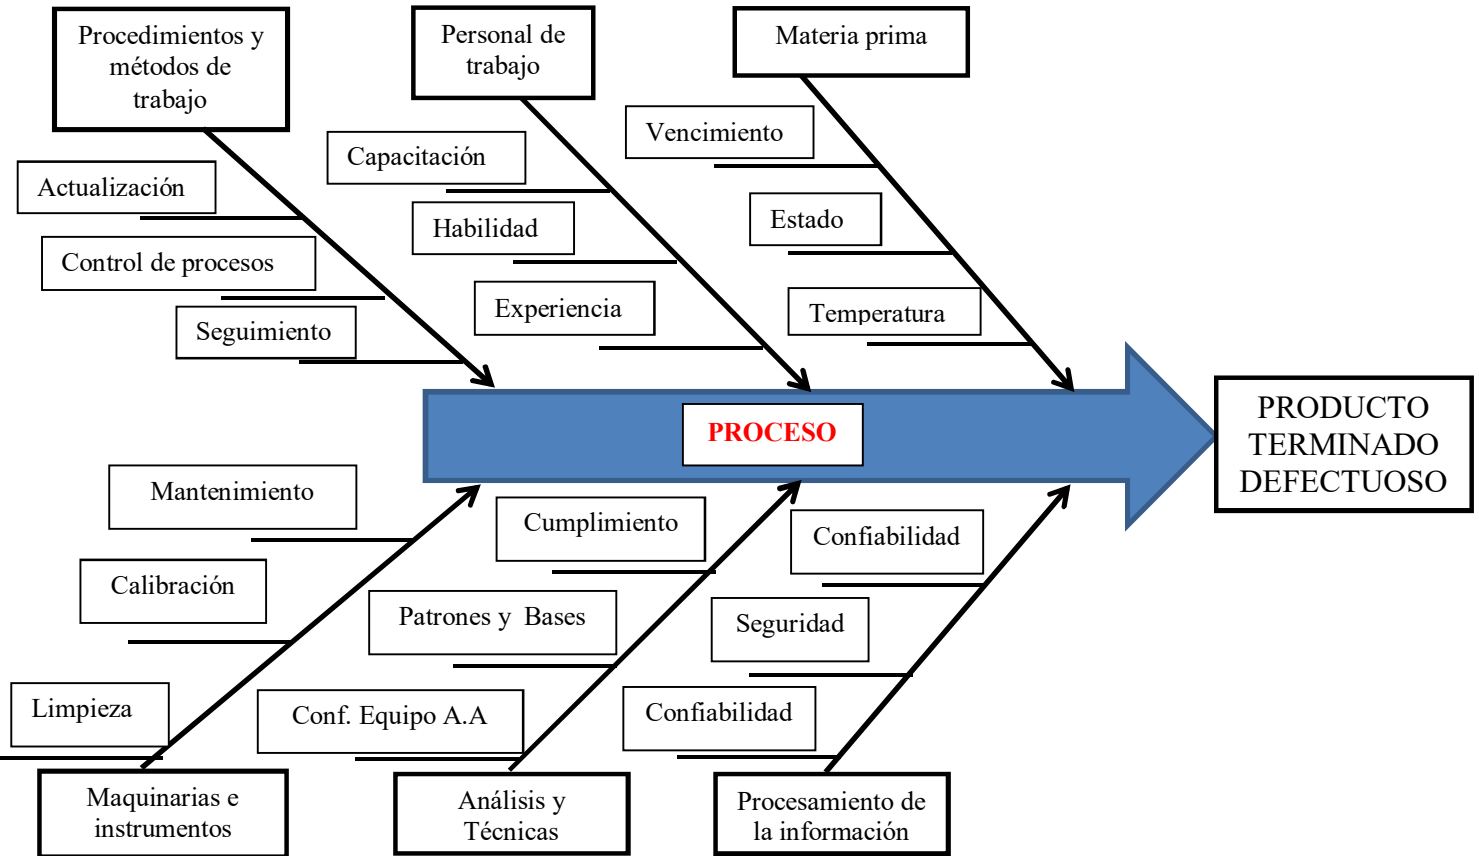 Procedimientos y
métodos de
trabajo
Personal de
trabajo
Materia prima
Actualización
Control de procesos
Seguimiento
Capacitación
Habilidad
Experiencia
Vencimiento
Estado
Temperatura
PROCESO
PRODUCTO
TERMINADO
DEFECTUOSO
Mantenimiento
Calibración
Limpieza
Cumplimiento
Patrones y  Bases
Conf. Equipo A.A
Confiabilidad
Seguridad
Confiabilidad
Maquinarias e
instrumentos
Análisis y
Técnicas
Procesamiento de
la información